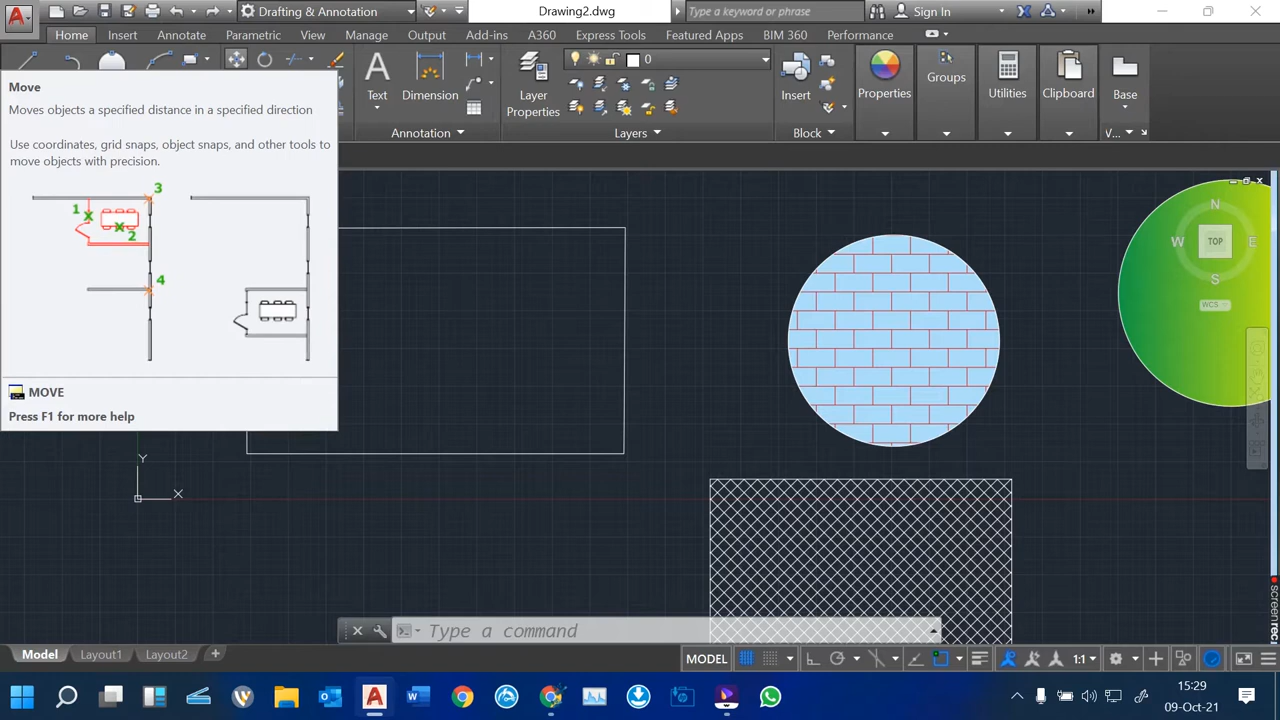 Drafting & Annotation
Drawing2.dwg
Type a keyword or phrase
Sign In
Home
Insert
Annotate
Parametric
View
Manage
Output
Add-ins
A360
Express Tools
Featured Apps
BIM 360
Performance
Text
Dimension
Layer
Properties
0
Insert
Properties
Groups
Utilities
Clipboard
Base
Annotation
Layers
Block
V...
Move
Moves objects a specified distance in a specified direction
Use coordinates, grid snaps, object snaps, and other tools to
move objects with precision.
1
2
3
4
MOVE
Press F1 for more help
N
W
TOP
E
S
WCS
Y
X
Type a command
Model
Layout1
Layout2
MODEL
1:1
15:29
09-Oct-21